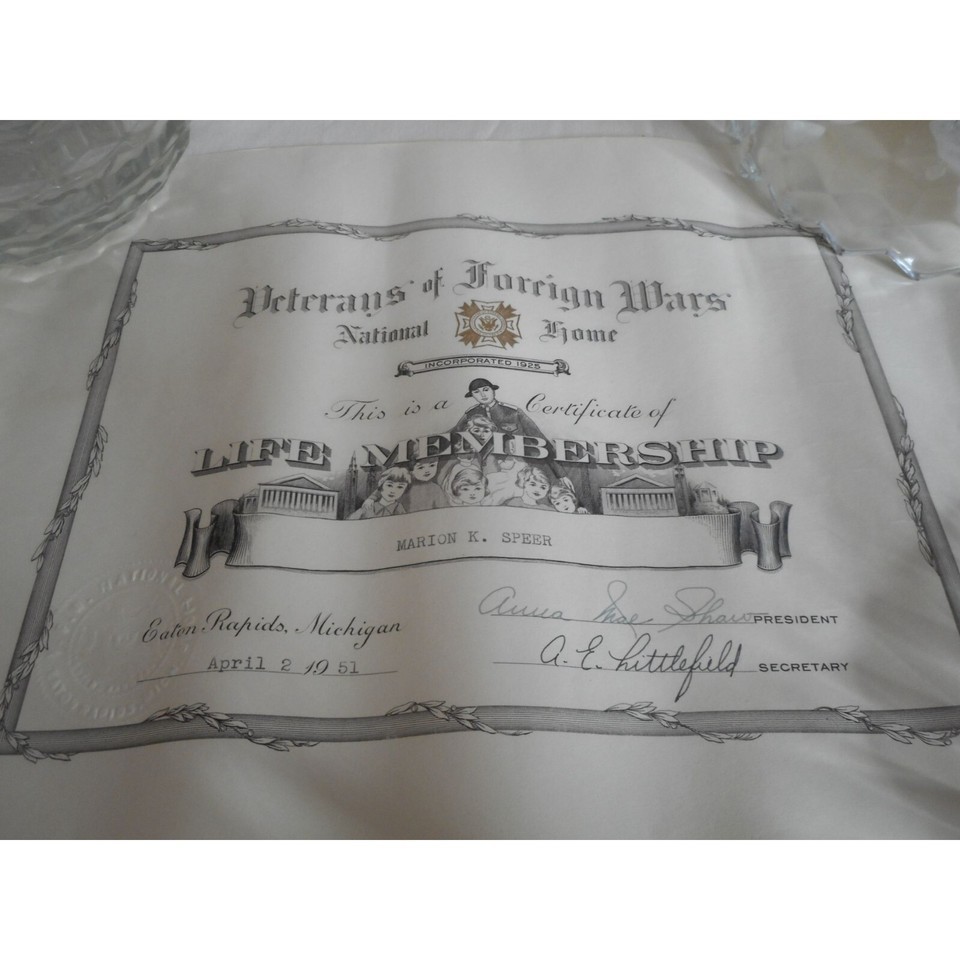 Veterans of Foreign Wars
National Home
INCORPORATED 1925
This is a Certificate of
LIFE MEMBERSHIP
MARION K. SPEER
Eaton Rapids, Michigan
April 2 1951
Anna Mae Shaw PRESIDENT
A. E. Littlefield SECRETARY